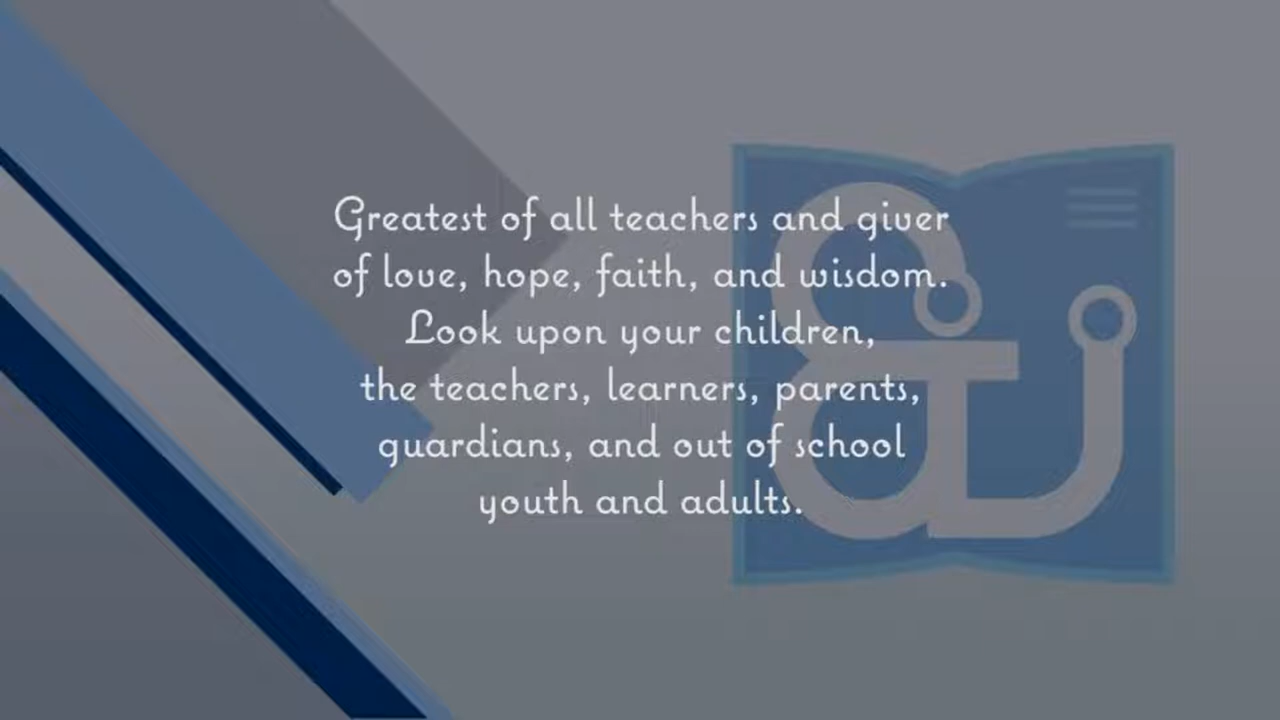 Greatest of all teachers and giver
of love, hope, faith, and wisdom.
Look upon your children,
the teachers, learners, parents,
guardians, and out of school
youth and adults.